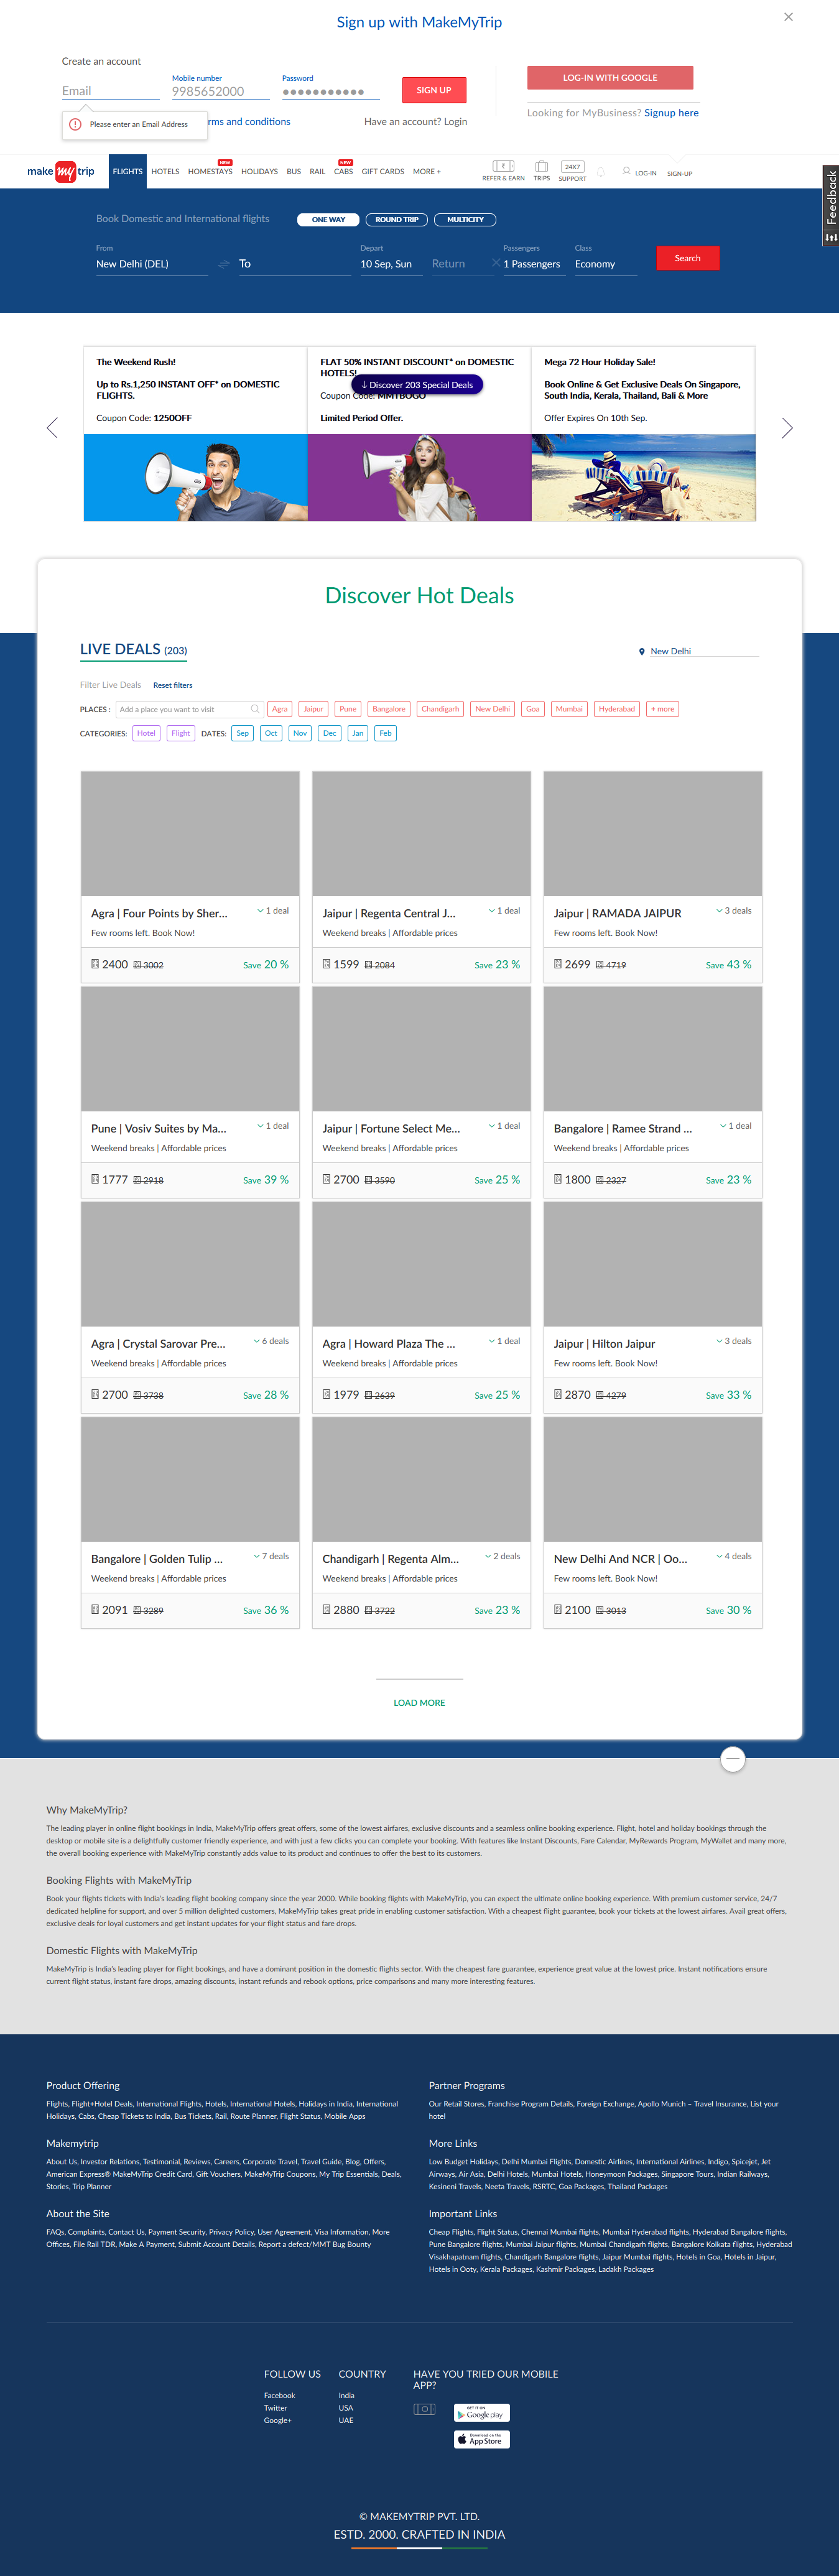 Sign up with MakeMyTrip
Create an account
Email
Mobile number
9985652000
Password
SIGN UP
LOG-IN WITH GOOGLE
Looking for MyBusiness? Signup here
Please enter an Email Address
rms and conditions
Have an account? Login
make my trip
FLIGHTS
HOTELS
NEW
HOMESTAYS
HOLIDAYS
BUS
RAIL
NEW
CABS
GIFT CARDS
MORE +
REFER & EARN
TRIPS
24X7
SUPPORT
LOG-IN
SIGN-UP
Feedback
Book Domestic and International flights
ONE WAY
ROUND TRIP
MULTICITY
From
New Delhi (DEL)
To
Depart
10 Sep, Sun
Return
Passengers
1 Passengers
Class
Economy
Search
The Weekend Rush!
Up to Rs.1,250 INSTANT OFF* on DOMESTIC
FLIGHTS.
Coupon Code: 1250OFF
FLAT 50% INSTANT DISCOUNT* on DOMESTIC
HOTELS!
↓ Discover 203 Special Deals
Coupon Code: MMTBOGO
Limited Period Offer.
Mega 72 Hour Holiday Sale!
Book Online & Get Exclusive Deals On Singapore,
South India, Kerala, Thailand, Bali & More
Offer Expires On 10th Sep.
Discover Hot Deals
LIVE DEALS (203)
New Delhi
Filter Live Deals
Reset filters
PLACES :
Add a place you want to visit
Agra
Jaipur
Pune
Bangalore
Chandigarh
New Delhi
Goa
Mumbai
Hyderabad
+ more
CATEGORIES:
Hotel
Flight
DATES:
Sep
Oct
Nov
Dec
Jan
Feb
Agra | Four Points by Sher...
1 deal
Few rooms left. Book Now!
2400 3002
Save 20 %
Jaipur | Regenta Central J...
1 deal
Weekend breaks | Affordable prices
1599 2084
Save 23 %
Jaipur | RAMADA JAIPUR
3 deals
Few rooms left. Book Now!
2699 4719
Save 43 %
Pune | Vosiv Suites by Ma...
1 deal
Weekend breaks | Affordable prices
1777 2918
Save 39 %
Jaipur | Fortune Select Me...
1 deal
Weekend breaks | Affordable prices
2700 3590
Save 25 %
Bangalore | Ramee Strand ...
1 deal
Weekend breaks | Affordable prices
1800 2327
Save 23 %
Agra | Crystal Sarovar Pre...
6 deals
Weekend breaks | Affordable prices
2700 3738
Save 28 %
Agra | Howard Plaza The ...
1 deal
Weekend breaks | Affordable prices
1979 2639
Save 25 %
Jaipur | Hilton Jaipur
3 deals
Few rooms left. Book Now!
2870 4279
Save 33 %
Bangalore | Golden Tulip ...
7 deals
Weekend breaks | Affordable prices
2091 3289
Save 36 %
Chandigarh | Regenta Alm...
2 deals
Weekend breaks | Affordable prices
2880 3722
Save 23 %
New Delhi And NCR | Oo...
4 deals
Few rooms left. Book Now!
2100 3013
Save 30 %
LOAD MORE
Why MakeMyTrip?
The leading player in online flight bookings in India, MakeMyTrip offers great offers, some of the lowest airfares, exclusive discounts and a seamless online booking experience. Flight, hotel and holiday bookings through the
desktop or mobile site is a delightfully customer friendly experience, and with just a few clicks you can complete your booking. With features like Instant Discounts, Fare Calendar, MyRewards Program, MyWallet and many more,
the overall booking experience with MakeMyTrip constantly adds value to its product and continues to offer the best to its customers.
Booking Flights with MakeMyTrip
Book your flights tickets with India's leading flight booking company since the year 2000. While booking flights with MakeMyTrip, you can expect the ultimate online booking experience. With premium customer service, 24/7
dedicated helpline for support, and over 5 million delighted customers, MakeMyTrip takes great pride in enabling customer satisfaction. With a cheapest flight guarantee, book your tickets at the lowest airfares. Avail great offers,
exclusive deals for loyal customers and get instant updates for your flight status and fare drops.
Domestic Flights with MakeMyTrip
MakeMyTrip is India's leading player for flight bookings, and have a dominant position in the domestic flights sector. With the cheapest fare guarantee, experience great value at the lowest price. Instant notifications ensure
current flight status, instant fare drops, amazing discounts, instant refunds and rebook options, price comparisons and many more interesting features.
Product Offering
Flights, Flight+Hotel Deals, International Flights, Hotels, International Hotels, Holidays in India, International
Holidays, Cabs, Cheap Tickets to India, Bus Tickets, Rail, Route Planner, Flight Status, Mobile Apps
Makemytrip
About Us, Investor Relations, Testimonial, Reviews, Careers, Corporate Travel, Travel Guide, Blog, Offers,
American Express® MakeMyTrip Credit Card, Gift Vouchers, MakeMyTrip Coupons, My Trip Essentials, Deals,
Stories, Trip Planner
About the Site
FAQs, Complaints, Contact Us, Payment Security, Privacy Policy, User Agreement, Visa Information, More
Offices, File Rail TDR, Make A Payment, Submit Account Details, Report a defect/MMT Bug Bounty
Partner Programs
Our Retail Stores, Franchise Program Details, Foreign Exchange, Apollo Munich – Travel Insurance, List your
hotel
More Links
Low Budget Holidays, Delhi Mumbai Flights, Domestic Airlines, International Airlines, Indigo, Spicejet, Jet
Airways, Air Asia, Delhi Hotels, Mumbai Hotels, Honeymoon Packages, Singapore Tours, Indian Railways,
Kesineni Travels, Neeta Travels, RSRTC, Goa Packages, Thailand Packages
Important Links
Cheap Flights, Flight Status, Chennai Mumbai flights, Mumbai Hyderabad flights, Hyderabad Bangalore flights,
Pune Bangalore flights, Mumbai Jaipur flights, Mumbai Chandigarh flights, Bangalore Kolkata flights, Hyderabad
Visakhapatnam flights, Chandigarh Bangalore flights, Jaipur Mumbai flights, Hotels in Goa, Hotels in Jaipur,
Hotels in Ooty, Kerala Packages, Kashmir Packages, Ladakh Packages
FOLLOW US
Facebook
Twitter
Google+
COUNTRY
India
USA
UAE
HAVE YOU TRIED OUR MOBILE
APP?
GET IT ON
Google play
Download on the
App Store
© MAKEMYTRIP PVT. LTD.
ESTD. 2000. CRAFTED IN INDIA